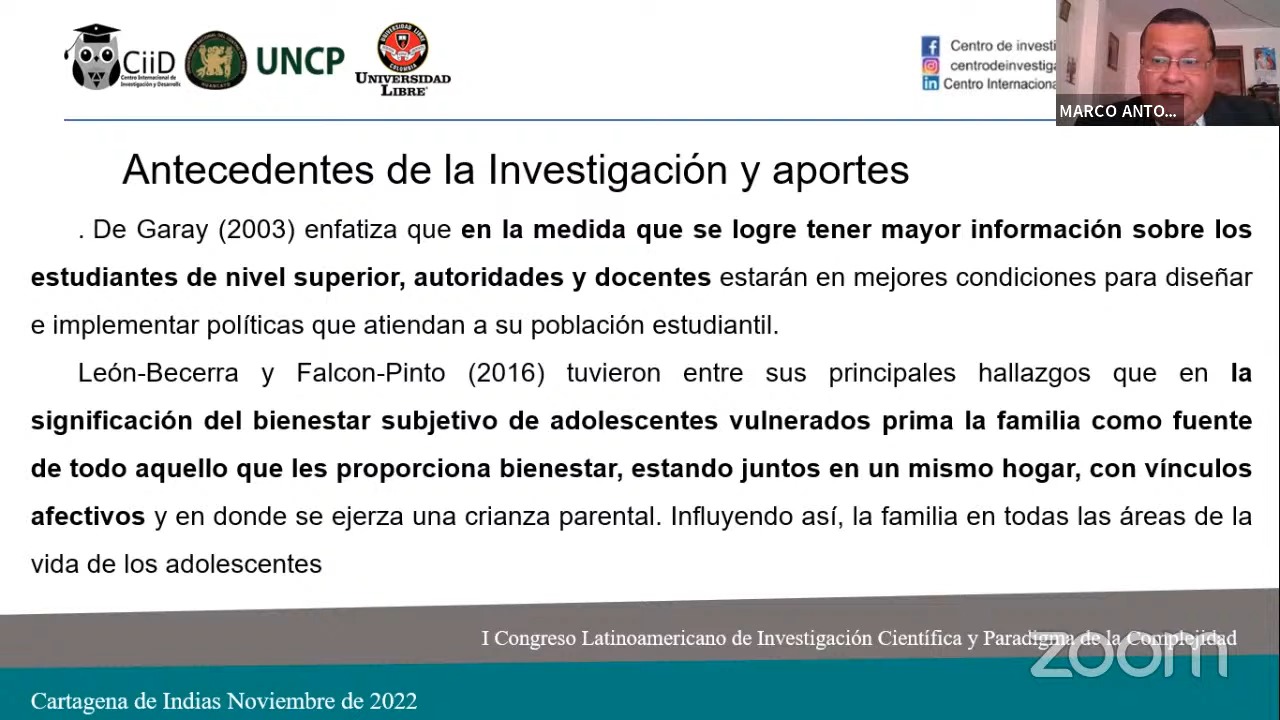 CiiD
Centro Internacional de
Investigación y Desarrollo
UNCP
UNIVERSIDAD LIBRE
COLOMBIA
UNIVERSIDAD
LIBRE®
Centro de investi
centrodeinvestiga
Centro Internaciona
MARCO ANTO...
Antecedentes de la Investigación y aportes
. De Garay (2003) enfatiza que en la medida que se logre tener mayor información sobre los
estudiantes de nivel superior, autoridades y docentes estarán en mejores condiciones para diseñar
e implementar políticas que atiendan a su población estudiantil.
León-Becerra y Falcon-Pinto (2016) tuvieron entre sus principales hallazgos que en la
significación del bienestar subjetivo de adolescentes vulnerados prima la familia como fuente
de todo aquello que les proporciona bienestar, estando juntos en un mismo hogar, con vínculos
afectivos y en donde se ejerza una crianza parental. Influyendo así, la familia en todas las áreas de la
vida de los adolescentes
I Congreso Latinoamericano de Investigación Científica y Paradigma de la Complejidad
zoom
Cartagena de Indias Noviembre de 2022